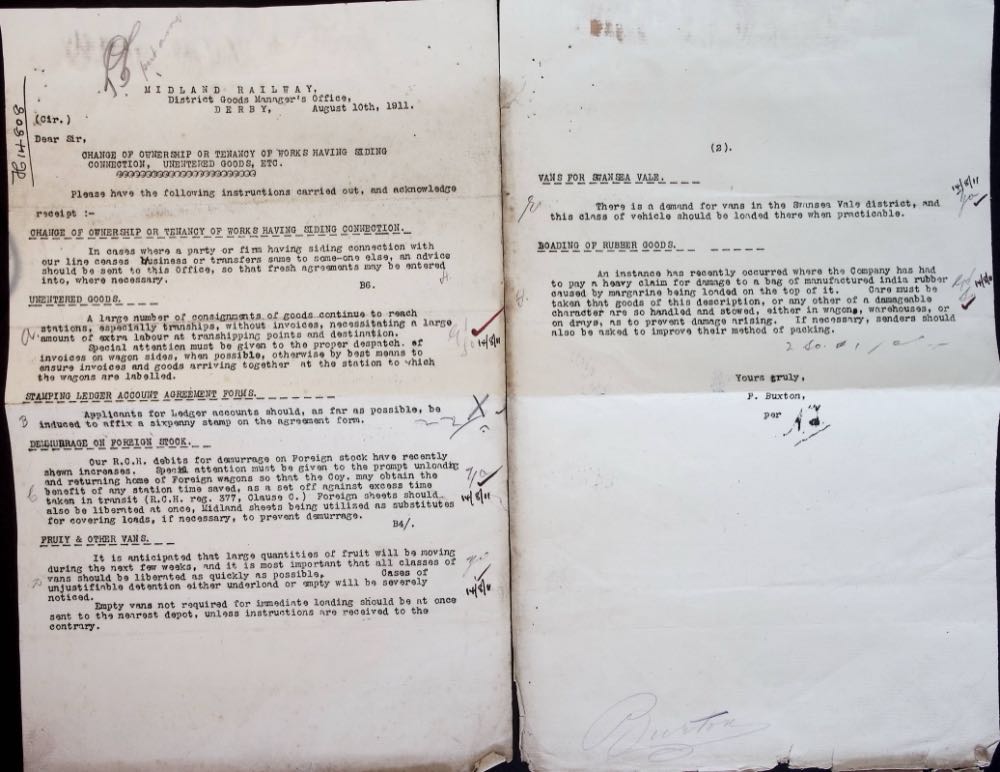 MIDLAND RAILWAY.
District Goods Manager's Office,
DERBY, August 10th, 1911.
(Cir.)
Dear Sir,
CHANGE OF OWNERSHIP OR TENANCY OF WORKS HAVING SIDING
CONNECTION, UNENTERED GOODS, ETC.
Please have the following instructions carried out, and acknowledge
receipt :-
CHANGE OF OWNERSHIP OR TENANCY OF WORKS HAVING SIDING CONNECTION.
In cases where a party or firm having siding connection with
our line ceases business or transfers same to some-one else, an advice
should be sent to this Office, so that fresh agreements may be entered
into, where necessary.
B6.
UNENTERED GOODS.
A large number of consignments of goods continue to reach
stations, especially tranships, without invoices, necessitating a large
amount of extra labour at transhipping points and destination.
14/8/11
Special attention must be given to the proper despatch. of
invoices on wagon sides, when possible, otherwise by best means to
ensure invoices and goods arriving together at the station to which
the wagons are labelled.
STAMPING LEDGER ACCOUNT AGREEMENT FORMS.
3
Applicants for Ledger accounts should, as far as possible, be
induced to affix a sixpenny stamp on the agreement form.
DEMMURRAGE ON FOREIGN STOCK.
Our R.C.H. debits for demurrage on Foreign stock have recently
shewn increases. Special attention must be given to the prompt unloading
and returning home of Foreign wagons so that the Coy. may obtain the
benefit of any station time saved, as a set off against excess time
14/8/11
taken in transit (R.C.H. reg. 377, Clause C.) Foreign sheets should
also be liberated at once, Midland sheets being utilized as substitutes
for covering loads, if necessary, to prevent demurrage.
B4/.
FRUIY & OTHER VANS.
It is anticipated that large quantities of fruit will be moving
during the next few weeks, and it is most important that all classes of
vans should be liberated as quickly as possible. Cases of
unjustifiable detention either underload or empty will be severely
14/8/11
noticed.
Empty vans not required for immediate loading should be at once
sent to the nearest depot, unless instructions are received to the
contrary.
(2).
VANS FOR SWANSEA VALE.
14/8/11
There is a demand for vans in the Swansea Vale district, and
this class of vehicle should be loaded there when practicable.
LOADING OF RUBBER GOODS.
An instance has recently occurred where the Company has had
to pay a heavy claim for damage to a bag of manufactured india rubber
caused by margarine being loaded on the top of it. Care must be
taken that goods of this description, or any other of a damageable
character are so handled and stowed, either in wagons, warehouses, or
on drays, as to prevent damage arising. If necessary, senders should
also be asked to improve their method of packing.
Yours truly,
P. Buxton,
per
Buxton